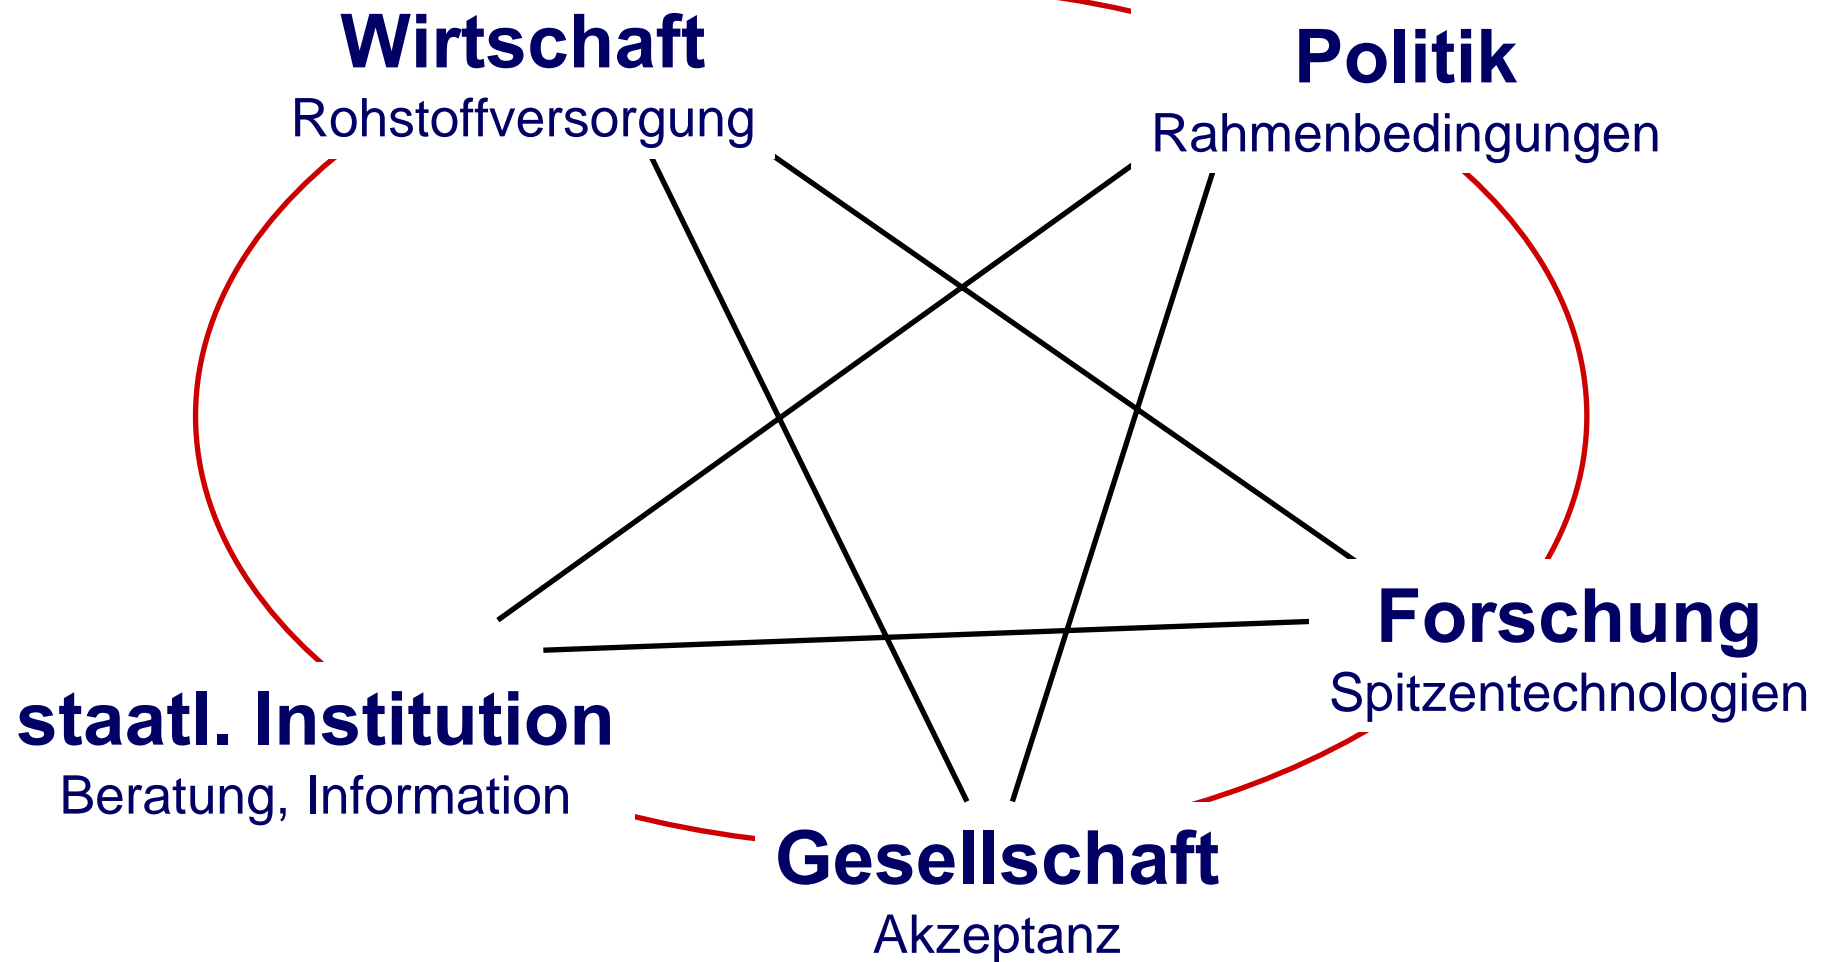 Wirtschaft
Rohstoffversorgung
Politik
Rahmenbedingungen
Forschung
Spitzentechnologien
staatl. Institution
Beratung, Information
Gesellschaft
Akzeptanz